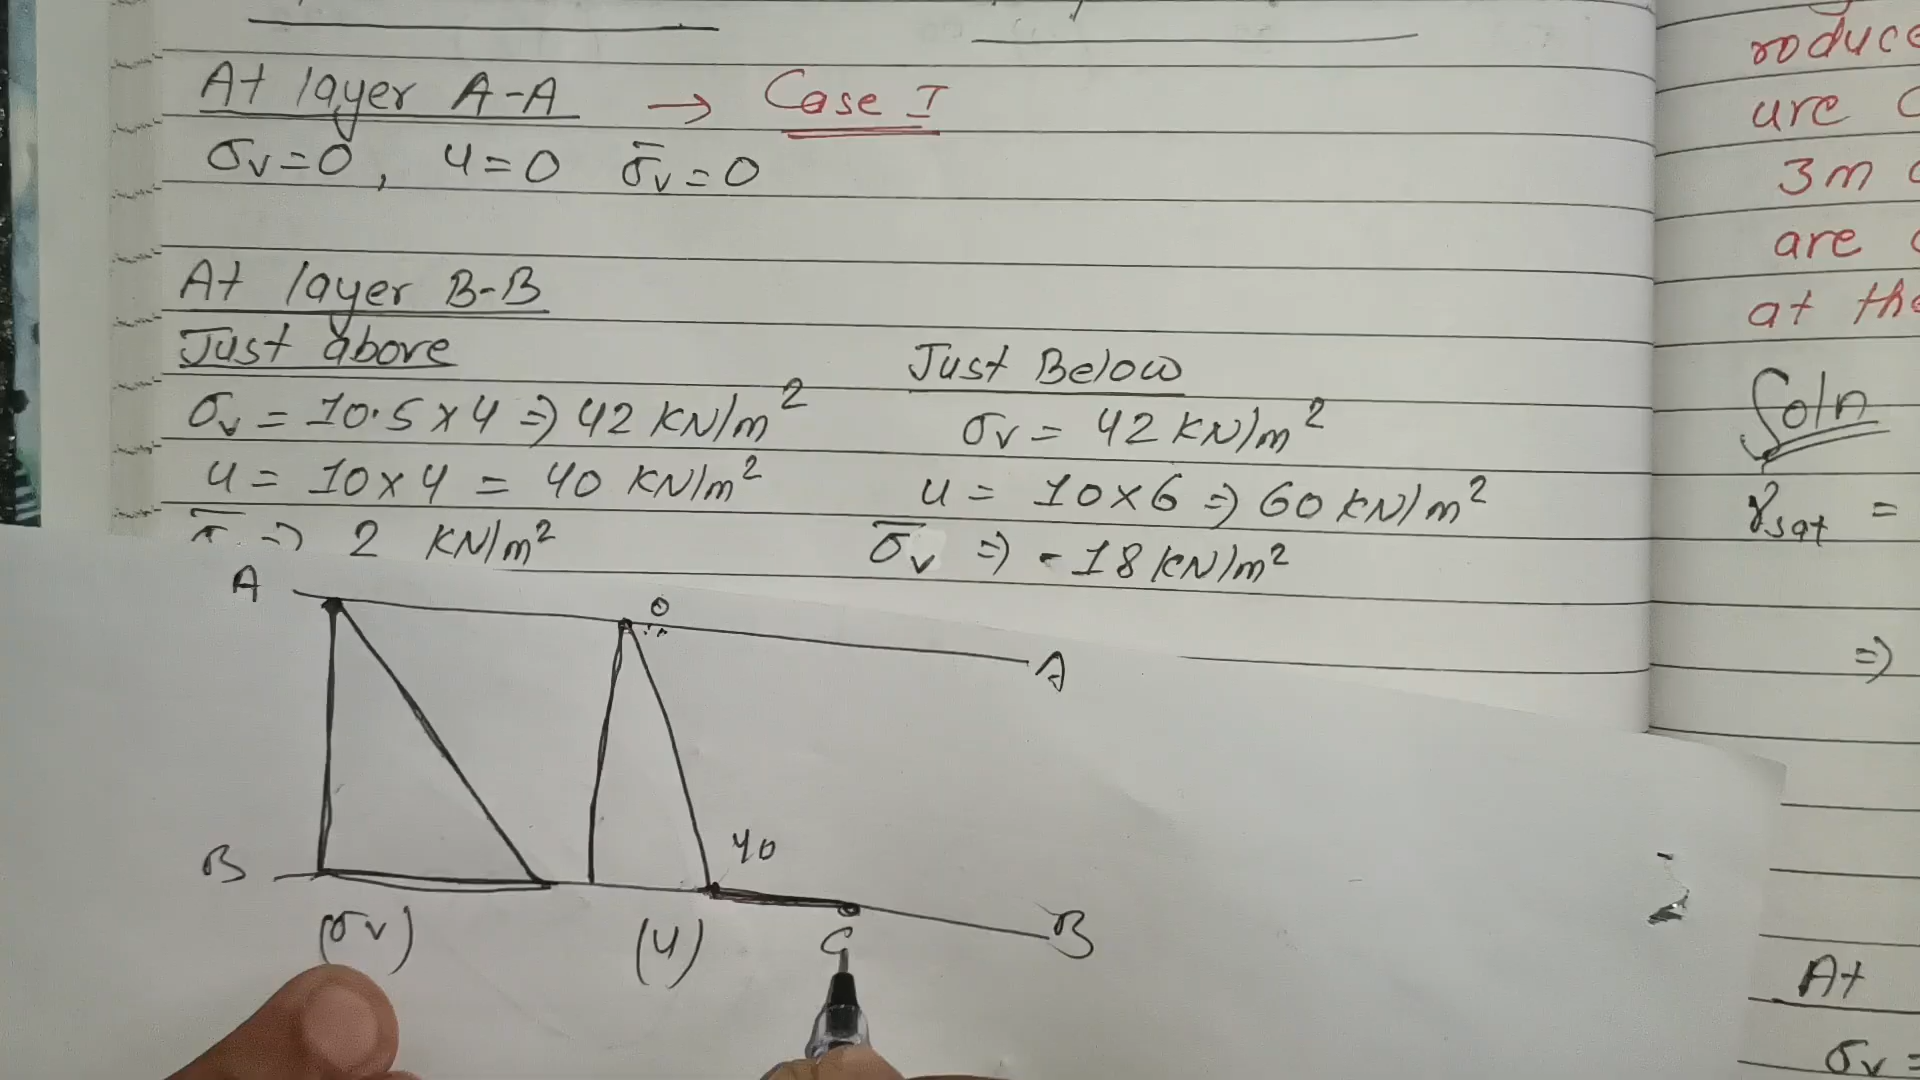 At layer A-A → Case I
σv=0, u=0 σ̅v=0
At layer B-B
Just above
σv = 10.5 x 4 => 42 KN/m²
u = 10 x 4 = 40 KN/m²
=> 2 KN/m²
Just Below
σv = 42 KN/m²
u = 10 x 6 => 60 KN/m²
σ̅v => -18 KN/m²
A 0 A
B 40 B
(σv) (u)
roduce
ure
3m
are
at the
Soln
γsat =
=>
At
σv =